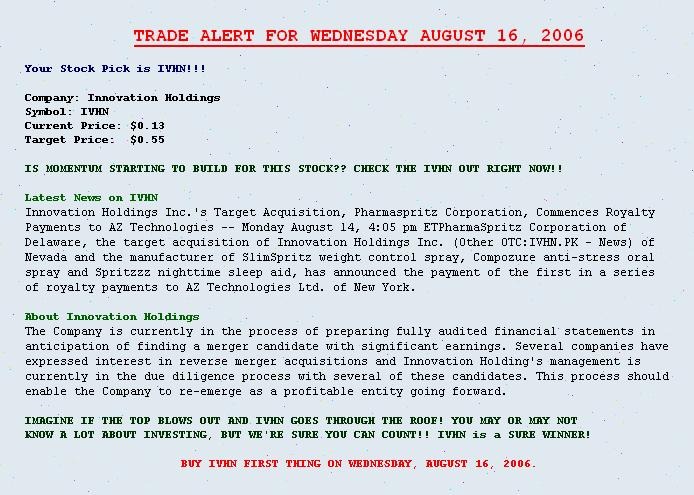 TRADE ALERT FOR WEDNESDAY AUGUST 16, 2006
Your Stock Pick is IVHN!!!
Company: Innovation Holdings
Symbol: IVHN
Current Price: $0.13
Target Price: $0.55
IS MOMENTUM STARTING TO BUILD FOR THIS STOCK?? CHECK THE IVHN OUT RIGHT NOW!!
Latest News on IVHN
Innovation Holdings Inc.'s Target Acquisition, Pharmaspritz Corporation, Commences Royalty
Payments to AZ Technologies -- Monday August 14, 4:05 pm ETPharmaSpritz Corporation of
Delaware, the target acquisition of Innovation Holdings Inc. (Other OTC:IVHN.PK - News) of
Nevada and the manufacturer of SlimSpritz weight control spray, Compozure anti-stress oral
spray and Spritzzz nighttime sleep aid, has announced the payment of the first in a series
of royalty payments to AZ Technologies Ltd. of New York.
About Innovation Holdings
The Company is currently in the process of preparing fully audited financial statements in
anticipation of finding a merger candidate with significant earnings. Several companies have
expressed interest in reverse merger acquisitions and Innovation Holding's management is
currently in the due diligence process with several of these candidates. This process should
enable the Company to re-emerge as a profitable entity going forward.
IMAGINE IF THE TOP BLOWS OUT AND IVHN GOES THROUGH THE ROOF! YOU MAY OR MAY NOT
KNOW A LOT ABOUT INVESTING, BUT WE'RE SURE YOU CAN COUNT!! IVHN is a SURE WINNER!
BUY IVHN FIRST THING ON WEDNESDAY, AUGUST 16, 2006.